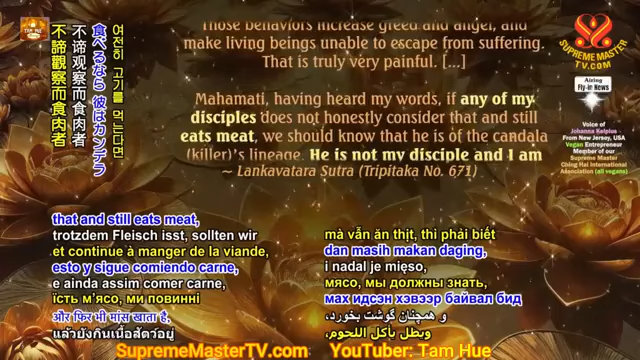 Those behaviors increase greed and anger, and
make living beings unable to escape from suffering.
That is truly very painful. [...]
Mahamati, having heard my words, if any of my
disciples does not honestly consider that and still
eats meat, we should know that he is of the candala
(killer)'s lineage. He is not my disciple and I am
~ Lankavatara Sutra (Tripitaka No. 671)
여전히 고기를 먹는다면
食べるなら 彼はカンデラ
不谛观察而食肉者
不諦觀察而食肉者
SUPREME MASTER
TV.COM
Airing
Fly-in News
Voice of
Johanna Kalpius
From New Jersey, USA
Vegan Entrepreneur
Member of our
Supreme Master
Ching Hai International
Association (all vegans)
that and still eats meat,
trotzdem Fleisch isst, sollten wir
et continue à manger de la viande,
esto y sigue comiendo carne,
e ainda assim comer carne,
їсть м'ясо, ми повинні
और फिर भी मांस खाता है,
แล้วยังกินเนื้อสัตว์อยู่
mà vẫn ăn thịt, thì phải biết
dan masih makan daging,
i nadal je mięso,
мясо, мы должны знать,
мах идсэн хэвээр байвал бид
و همچنان گوشت بخورد،
ويظل يأكل اللحوم،
SupremeMasterTV.com
YouTuber: Tam Hue